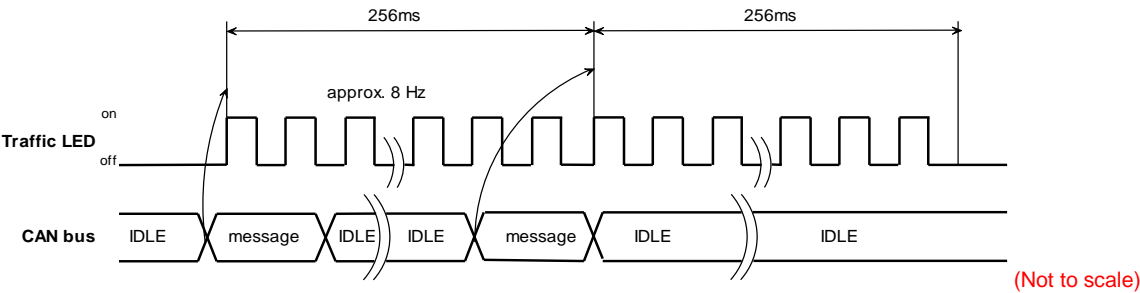 256ms
256ms
approx. 8 Hz
on
Traffic LED
off
CAN bus
IDLE
message
IDLE
IDLE
message
IDLE
IDLE
(Not to scale)